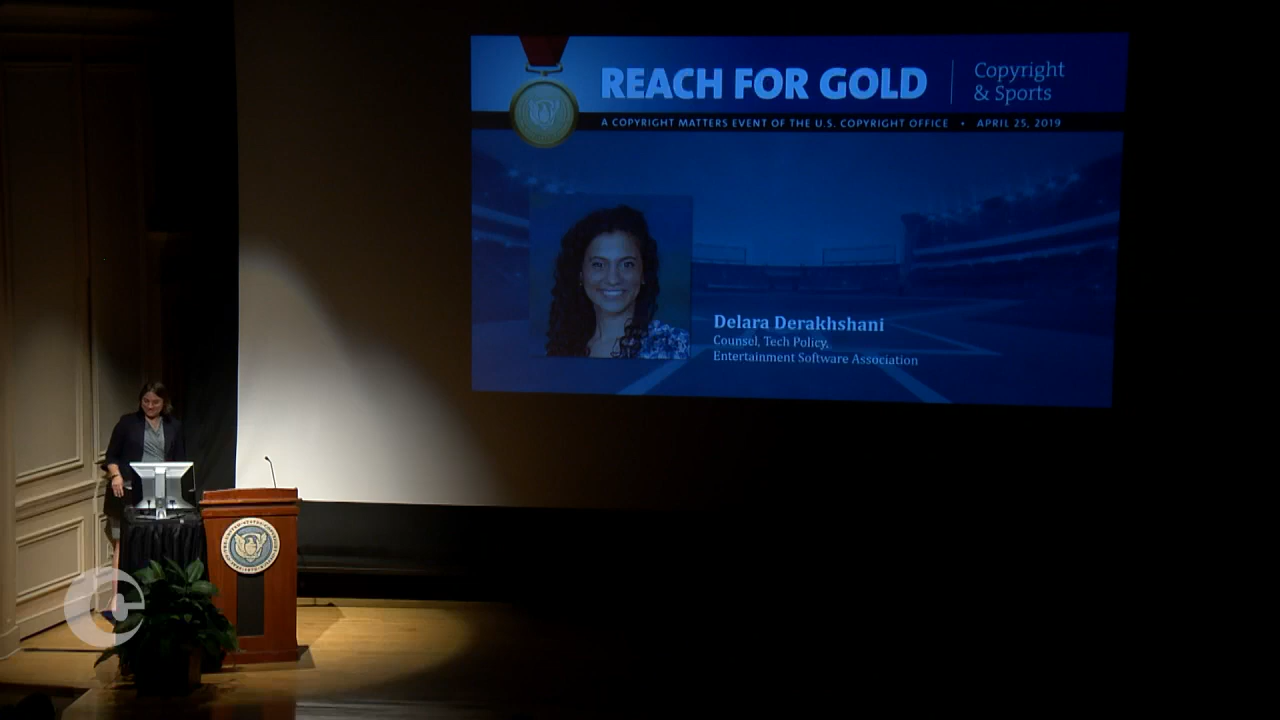 REACH FOR GOLD
Copyright
& Sports
A COPYRIGHT MATTERS EVENT OF THE U.S. COPYRIGHT OFFICE • APRIL 25, 2019
Delara Derakhshani
Counsel, Tech Policy,
Entertainment Software Association